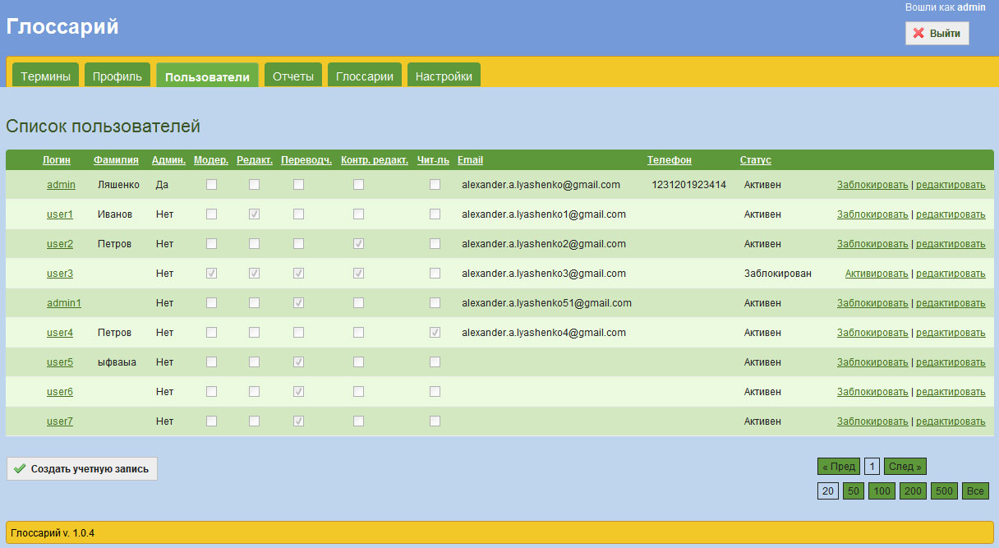 Вошли как admin
Глоссарий
Выйти
Термины Профиль Пользователи Отчеты Глоссарии Настройки
Список пользователей
Логин Фамилия Админ. Модер. Редакт. Переводч. Контр. редакт. Чит-ль Email Телефон Статус
admin Ляшенко Да alexander.a.lyashenko@gmail.com 1231201923414 Активен Заблокировать | редактировать
user1 Иванов Нет alexander.a.lyashenko1@gmail.com Активен Заблокировать | редактировать
user2 Петров Нет alexander.a.lyashenko2@gmail.com Активен Заблокировать | редактировать
user3 Нет alexander.a.lyashenko3@gmail.com Заблокирован Активировать | редактировать
admin1 Нет alexander.a.lyashenko51@gmail.com Активен Заблокировать | редактировать
user4 Петров Нет alexander.a.lyashenko4@gmail.com Активен Заблокировать | редактировать
user5 ыфваыа Нет Активен Заблокировать | редактировать
user6 Нет Активен Заблокировать | редактировать
user7 Нет Активен Заблокировать | редактировать
Создать учетную запись
« Пред 1 След »
20 50 100 200 500 Все
Глоссарий v. 1.0.4